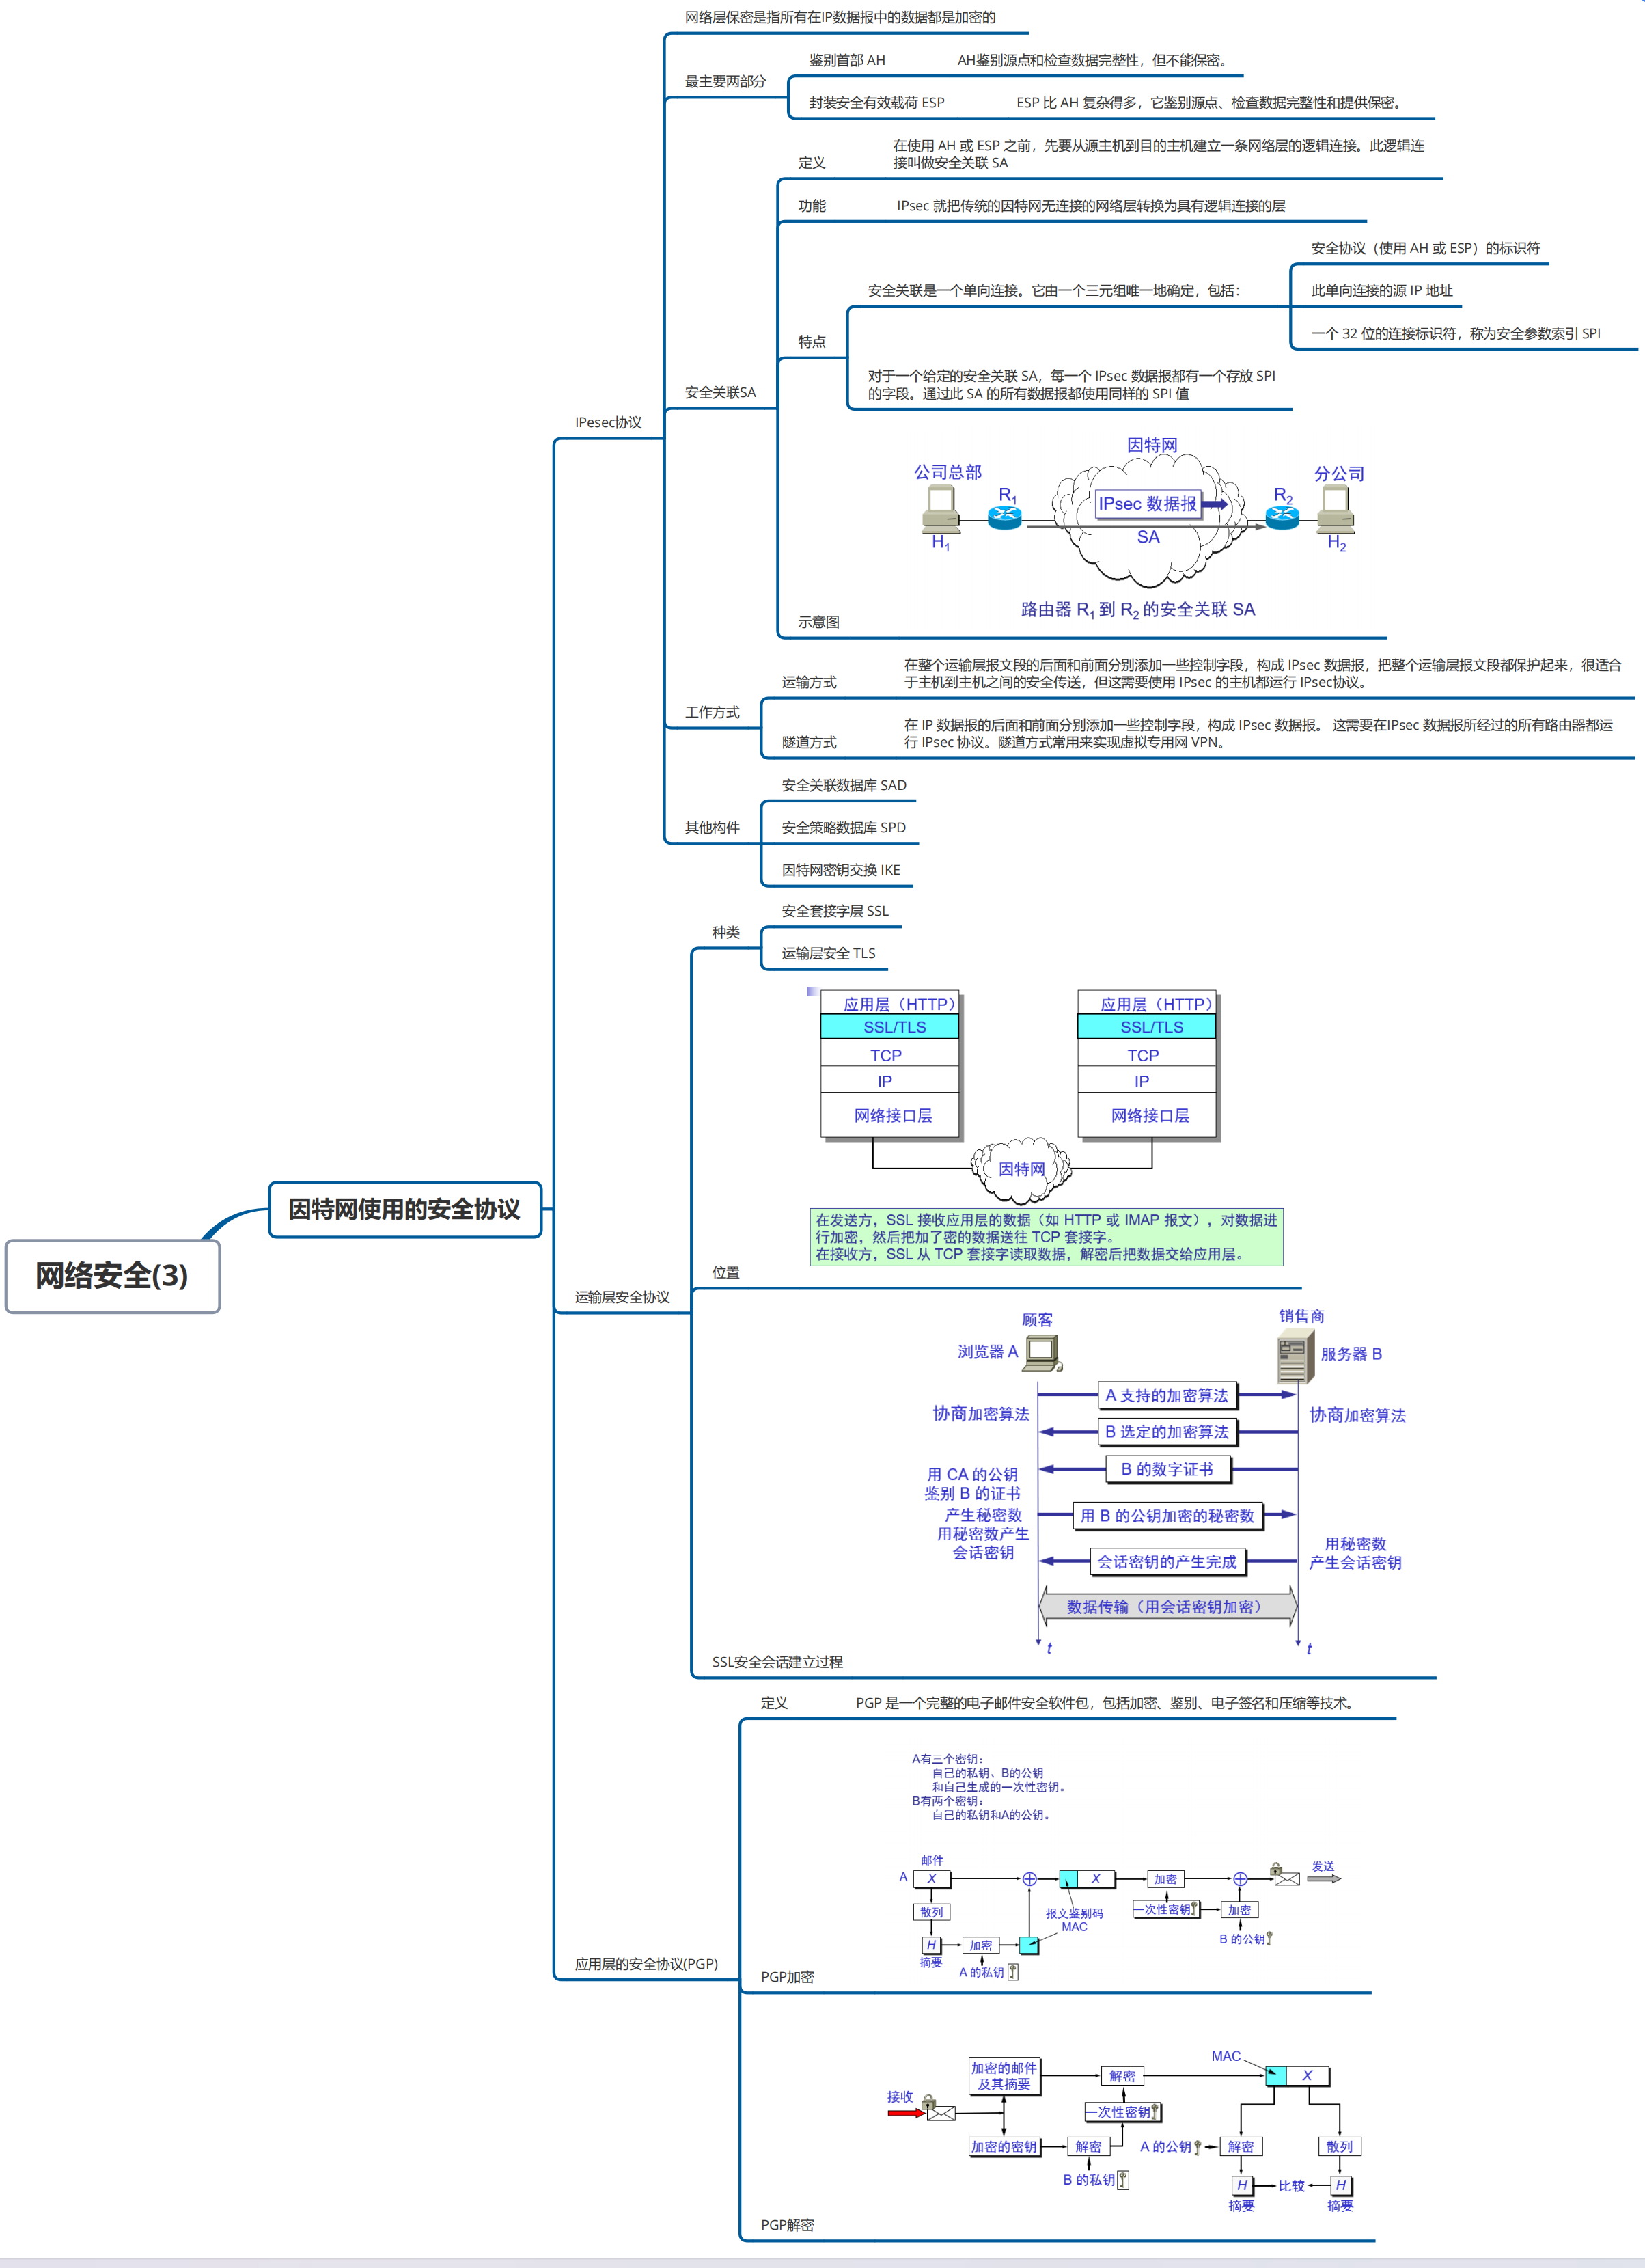 网络安全(3)
因特网使用的安全协议
IPesec协议
网络层保密是指所有在IP数据报中的数据都是加密的
最主要两部分
鉴别首部 AH
AH鉴别源点和检查数据完整性，但不能保密。
封装安全有效载荷 ESP
ESP 比 AH 复杂得多，它鉴别源点、检查数据完整性和提供保密。
安全关联SA
定义
在使用 AH 或 ESP 之前，先要从源主机到目的主机建立一条网络层的逻辑连接。此逻辑连
接叫做安全关联 SA
功能
IPsec 就把传统的因特网无连接的网络层转换为具有逻辑连接的层
特点
安全关联是一个单向连接。它由一个三元组唯一地确定，包括：
安全协议（使用 AH 或 ESP）的标识符
此单向连接的源 IP 地址
一个 32 位的连接标识符，称为安全参数索引 SPI
对于一个给定的安全关联 SA，每一个 IPsec 数据报都有一个存放 SPI
的字段。通过此 SA 的所有数据报都使用同样的 SPI 值
示意图
因特网
公司总部
分公司
R1
R2
IPsec 数据报
SA
H1
H2
路由器 R1 到 R2 的安全关联 SA
工作方式
运输方式
在整个运输层报文段的后面和前面分别添加一些控制字段，构成 IPsec 数据报，把整个运输层报文段都保护起来，很适合
于主机到主机之间的安全传送，但这需要使用 IPsec 的主机都运行 IPsec协议。
隧道方式
在 IP 数据报的后面和前面分别添加一些控制字段，构成 IPsec 数据报。 这需要在IPsec 数据报所经过的所有路由器都运
行 IPsec 协议。隧道方式常用来实现虚拟专用网 VPN。
其他构件
安全关联数据库 SAD
安全策略数据库 SPD
因特网密钥交换 IKE
运输层安全协议
种类
安全套接字层 SSL
运输层安全 TLS
位置
应用层（HTTP）
SSL/TLS
TCP
IP
网络接口层
应用层（HTTP）
SSL/TLS
TCP
IP
网络接口层
因特网
在发送方，SSL 接收应用层的数据（如 HTTP 或 IMAP 报文），对数据进
行加密，然后把加了密的数据送往 TCP 套接字。
在接收方，SSL 从 TCP 套接字读取数据，解密后把数据交给应用层。
SSL安全会话建立过程
顾客
销售商
浏览器 A
服务器 B
A 支持的加密算法
协商加密算法
协商加密算法
B 选定的加密算法
B 的数字证书
用 CA 的公钥
鉴别 B 的证书
产生秘密数
用秘密数产生
会话密钥
用 B 的公钥加密的秘密数
用秘密数
产生会话密钥
会话密钥的产生完成
数据传输（用会话密钥加密）
t
t
应用层的安全协议(PGP)
定义
PGP 是一个完整的电子邮件安全软件包，包括加密、鉴别、电子签名和压缩等技术。
PGP加密
A有三个密钥：
自己的私钥、B的公钥
和自己生成的一次性密钥。
B有两个密钥：
自己的私钥和A的公钥。
邮件
A
X
X
加密
发送
散列
报文鉴别码
MAC
一次性密钥
加密
B 的公钥
H
加密
摘要
A 的私钥
PGP解密
MAC
加密的邮件
及其摘要
解密
X
接收
一次性密钥
加密的密钥
解密
A 的公钥
解密
散列
B 的私钥
H
比较
H
摘要
摘要